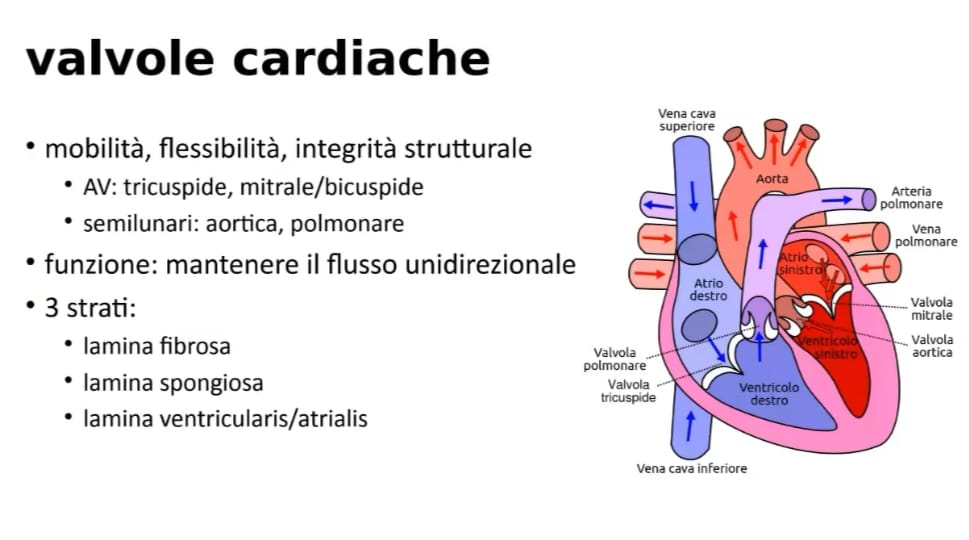 valvole cardiache
• mobilità, flessibilità, integrità strutturale
• AV: tricuspide, mitrale/bicuspide
• semilunari: aortica, polmonare
• funzione: mantenere il flusso unidirezionale
• 3 strati:
• lamina fibrosa
• lamina spongiosa
• lamina ventricularis/atrialis
Vena cava
superiore
Aorta
Arteria
polmonare
Vena
polmonare
Atrio
sinistro
Atrio
destro
Valvola
mitrale
Valvola
aortica
Ventricolo
sinistro
Valvola
polmonare
Valvola
tricuspide
Ventricolo
destro
Vena cava inferiore